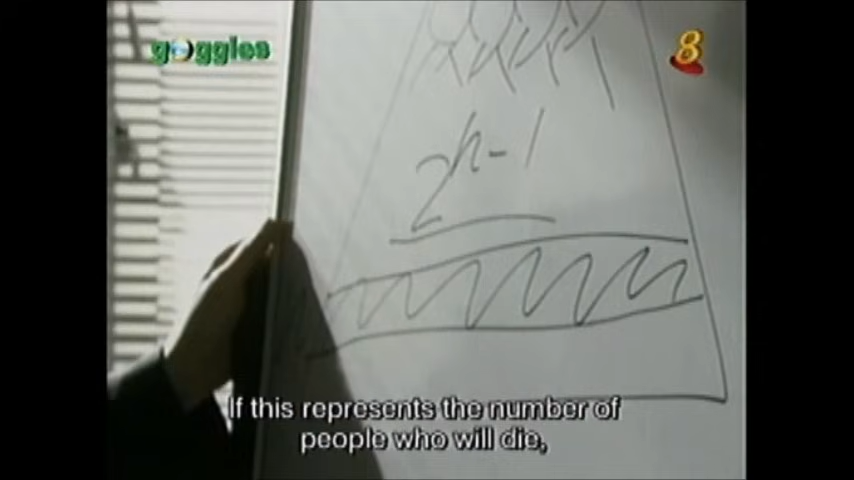 goggles
8
2^n-1
If this represents the number of
people who will die,